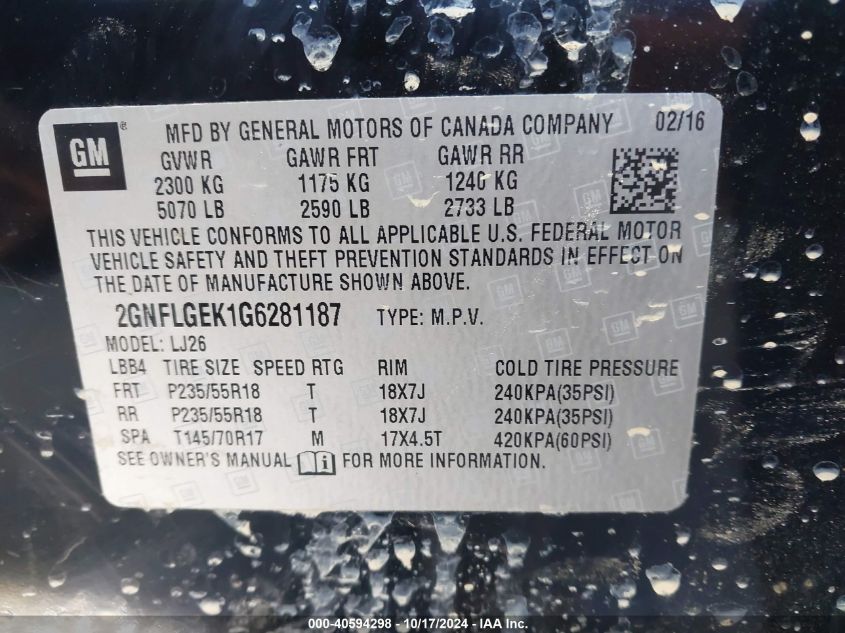 GM ® MFD BY GENERAL MOTORS OF CANADA COMPANY 02/16
GVWR GAWR FRT GAWR RR
2300 KG 1175 KG 1240 KG
5070 LB 2590 LB 2733 LB
THIS VEHICLE CONFORMS TO ALL APPLICABLE U.S. FEDERAL MOTOR
VEHICLE SAFETY AND THEFT PREVENTION STANDARDS IN EFFECT ON
THE DATE OF MANUFACTURE SHOWN ABOVE.
2GNFLGEK1G6281187 TYPE: M.P.V.
MODEL: LJ26
LBB4 TIRE SIZE SPEED RTG RIM COLD TIRE PRESSURE
FRT P235/55R18 T 18X7J 240KPA(35PSI)
RR P235/55R18 T 18X7J 240KPA(35PSI)
SPA T145/70R17 M 17X4.5T 420KPA(60PSI)
SEE OWNER'S MANUAL FOR MORE INFORMATION.
000-40594298 - 10/17/2024 - IAA Inc.